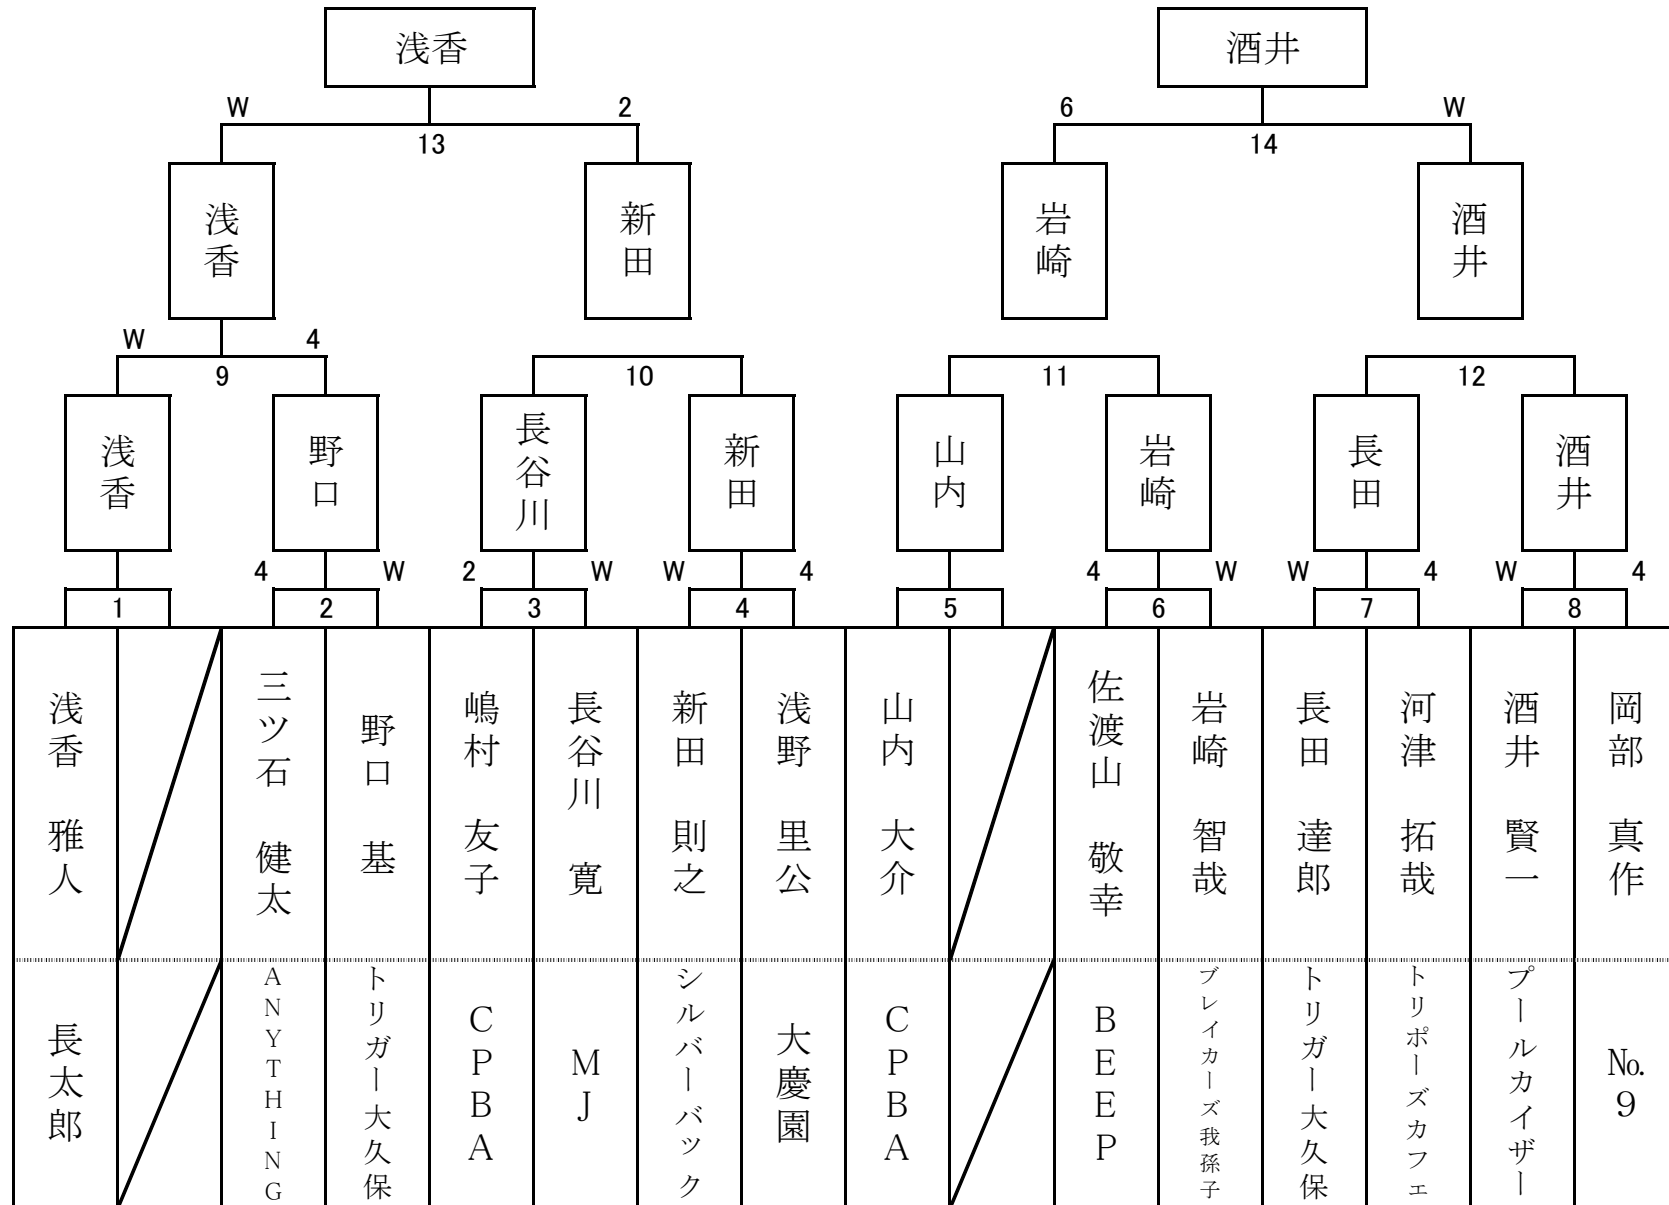 浅香
酒井
W 2
13
6 W
14
浅香
新田
岩崎
酒井
W 4
9
10
11
12
浅香
野口
長谷川
新田
山内
岩崎
長田
酒井
4 W
2 W
W 4
4 W
W 4
W 4
1
2
3
4
5
6
7
8
浅香 雅人
三ツ石 健太
野口 基
嶋村 友子
長谷川 寛
新田 則之
浅野 里公
山内 大介
佐渡山 敬幸
岩崎 智哉
長田 達郎
河津 拓哉
酒井 賢一
岡部 真作
長太郎
ANYTHING
トリガー大久保
CPBA
MJ
シルバーバック
大慶園
CPBA
BEEP
ブレイカーズ我孫子
トリガー大久保
トリポーズカフェ
プールカイザー
№9